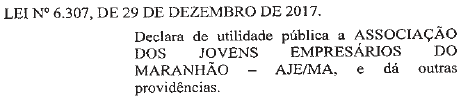 LEI Nº 6.307, DE 29 DE DEZEMBRO DE 2017.
Declara de utilidade pública a ASSOCIAÇÃO
DOS JOVENS EMPRESÁRIOS DO
MARANHÃO – AJE/MA, e dá outras
providências.